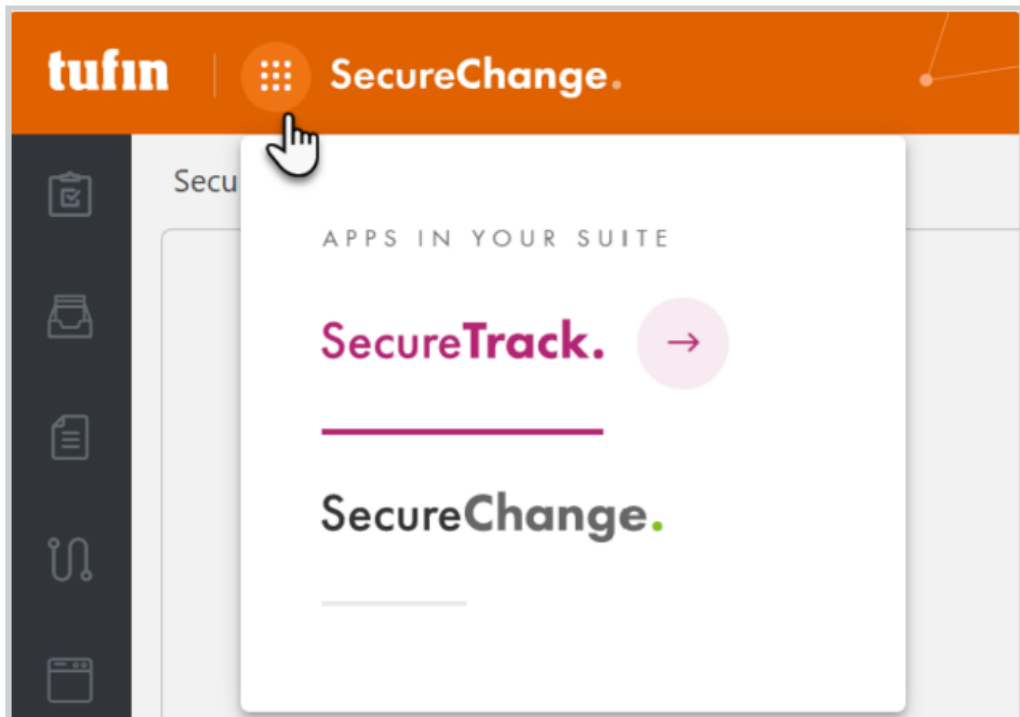 tufin
SecureChange.
Secu
APPS IN YOUR SUITE
SecureTrack.
SecureChange.